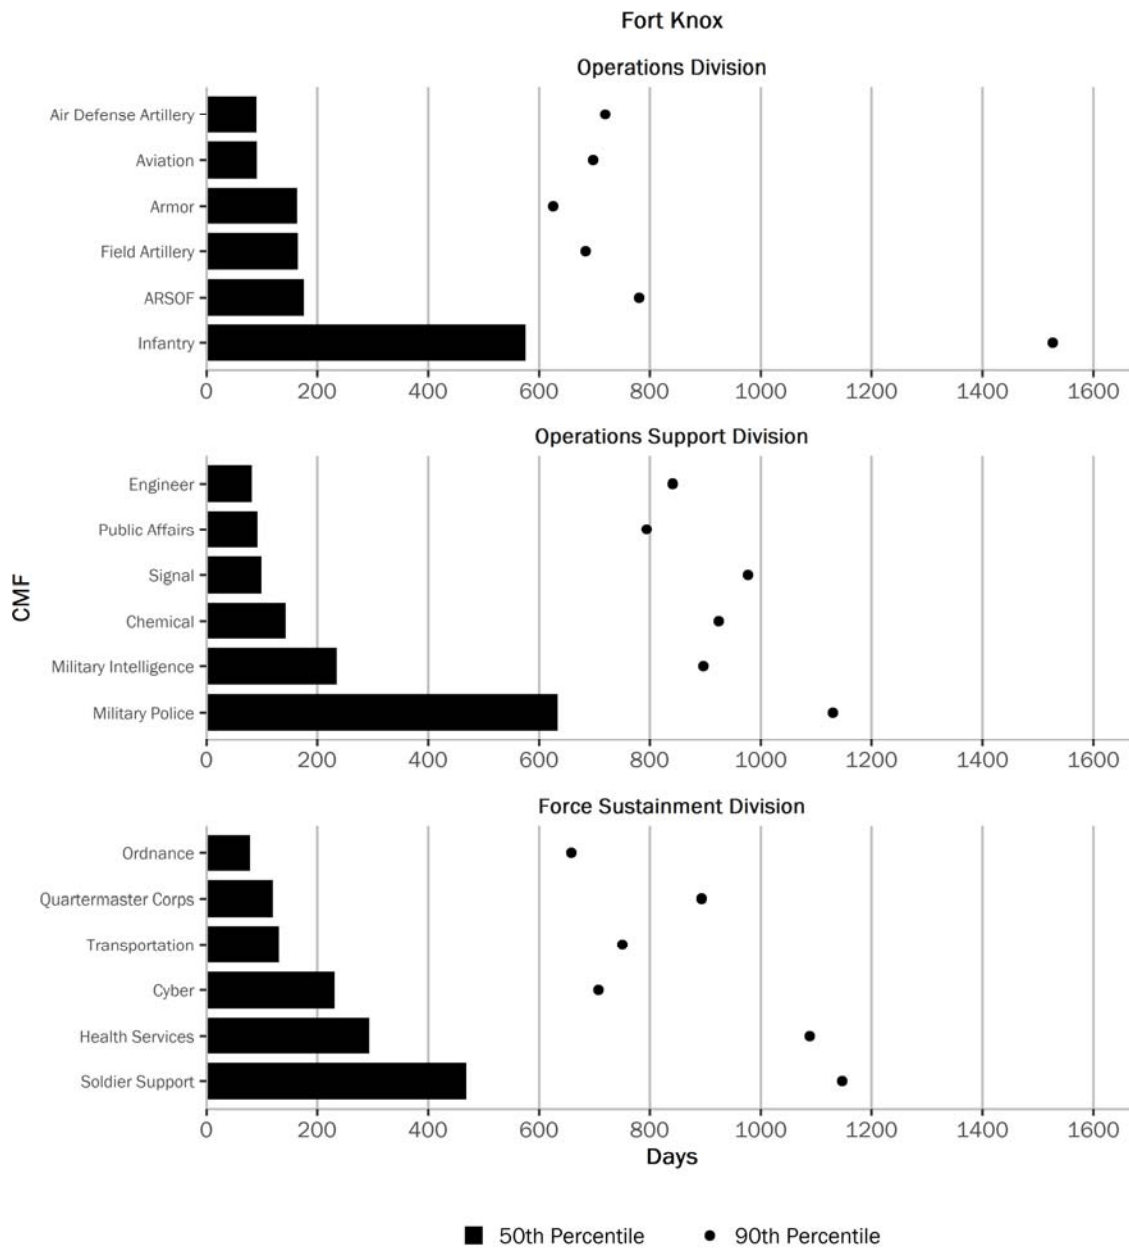 Fort Knox
Operations Division
Air Defense Artillery
Aviation
Armor
Field Artillery
ARSOF
Infantry
0 200 400 600 800 1000 1200 1400 1600
Operations Support Division
Engineer
Public Affairs
Signal
Chemical
Military Intelligence
Military Police
0 200 400 600 800 1000 1200 1400 1600
CMF
Force Sustainment Division
Ordnance
Quartermaster Corps
Transportation
Cyber
Health Services
Soldier Support
0 200 400 600 800 1000 1200 1400 1600
Days
50th Percentile 90th Percentile